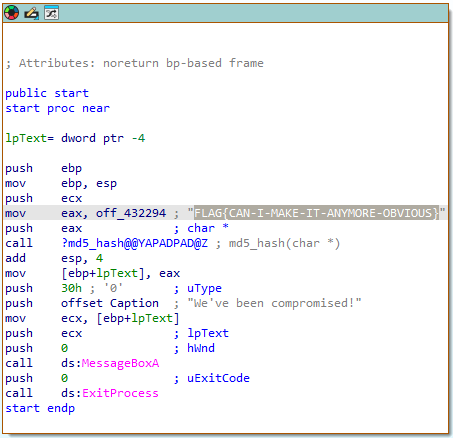 ; Attributes: noreturn bp-based frame
public start
start proc near
lpText= dword ptr -4
push    ebp
mov     ebp, esp
push    ecx
mov     eax, off_432294 ; "FLAG{CAN-I-MAKE-IT-ANYMORE-OBVIOUS}"
push    eax             ; char *
call    ?md5_hash@@YAPADPAD@Z ; md5_hash(char *)
add     esp, 4
mov     [ebp+lpText], eax
push    30h ; '0'       ; uType
push    offset Caption  ; "We've been compromised!"
mov     ecx, [ebp+lpText]
push    ecx             ; lpText
push    0               ; hWnd
call    ds:MessageBoxA
push    0               ; uExitCode
call    ds:ExitProcess
start endp